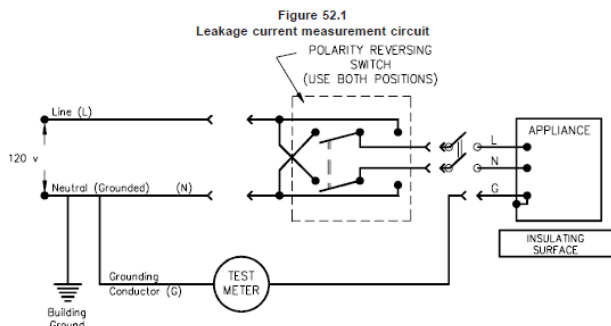 Figure 52.1
Leakage current measurement circuit
POLARITY REVERSING
SWITCH
(USE BOTH POSITIONS)
Line (L)
APPLIANCE
L
120 v
N
Neutral (Grounded) (N)
G
INSULATING
SURFACE
Grounding
Conductor (G)
TEST
METER
Building
Ground